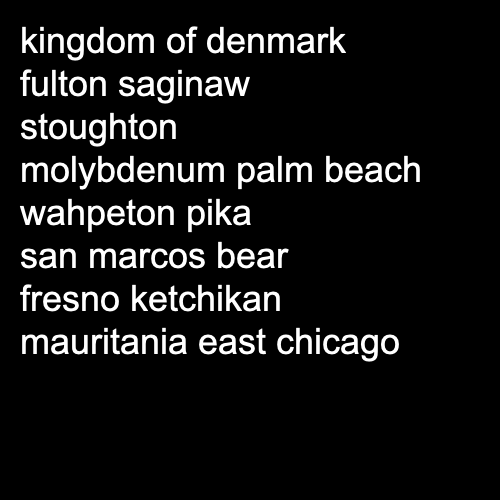 kingdom of denmark
fulton saginaw
stoughton
molybdenum palm beach
wahpeton pika
san marcos bear
fresno ketchikan
mauritania east chicago